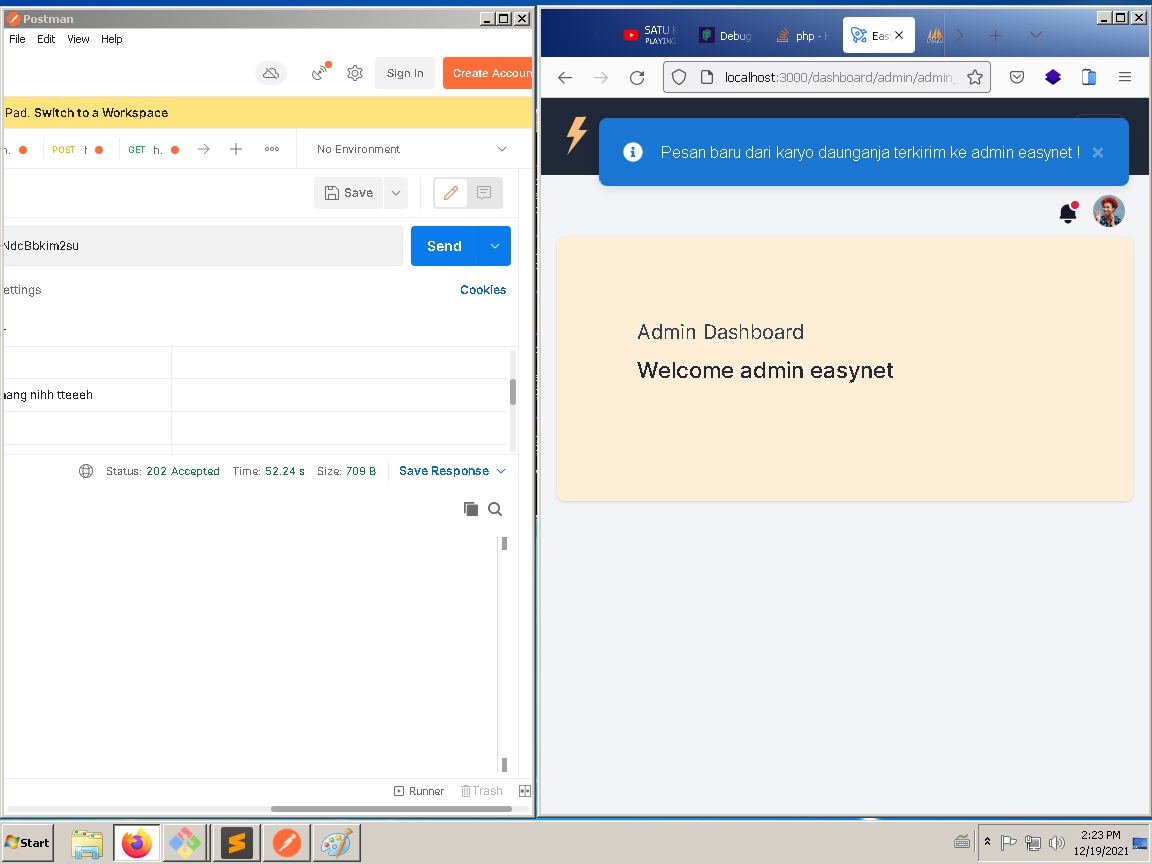 Postman
File Edit View Help
Sign In
Create Accoun
Pad. Switch to a Workspace
POST
GET h.
No Environment
Save
NdcBbkim2su
Send
ettings
Cookies
ang nihh tteeeh
Status: 202 Accepted Time: 52.24 s Size: 709 B Save Response
Runner Trash
SATU
PLAYING
Debug
php -
Eas
localhost:3000/dashboard/admin/admin_
Pesan baru dari karyo daunganja terkirim ke admin easynet !
Admin Dashboard
Welcome admin easynet
Start
2:23 PM
12/19/2021